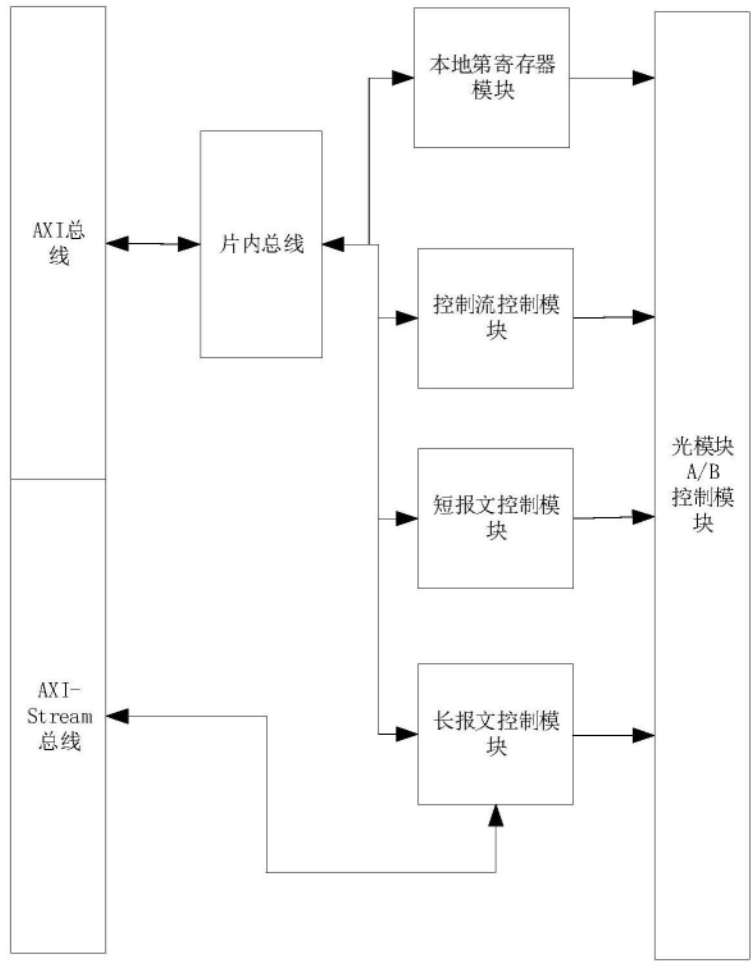 本地第寄存器
模块
AXI总
线
片内总线
控制流控制模
块
光模块
A/B
控制模
块
短报文控制模
块
AXI-
Stream
总线
长报文控制模
块